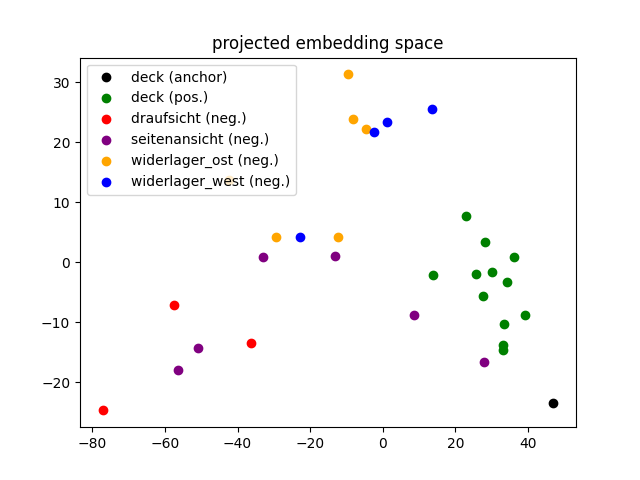 projected embedding space
deck (anchor)
deck (pos.)
draufsicht (neg.)
seitenansicht (neg.)
widerlager_ost (neg.)
widerlager_west (neg.)
30
20
10
0
−10
−20
−80 −60 −40 −20 0 20 40